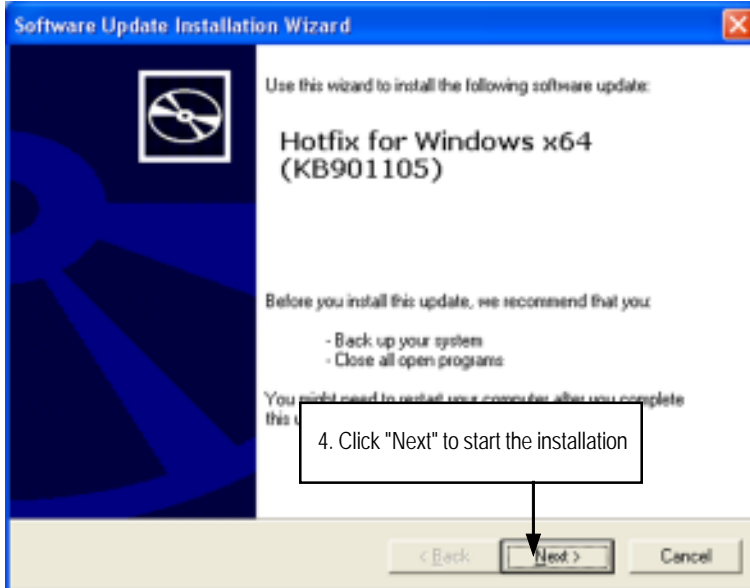 Software Update Installation Wizard
Use this wizard to install the following software update:
Hotfix for Windows x64
(KB901105)
Before you install this update, we recommend that you:
- Back up your system
- Close all open programs
You might need to restart your computer after you complete
this
4. Click "Next" to start the installation
< Back
Next >
Cancel